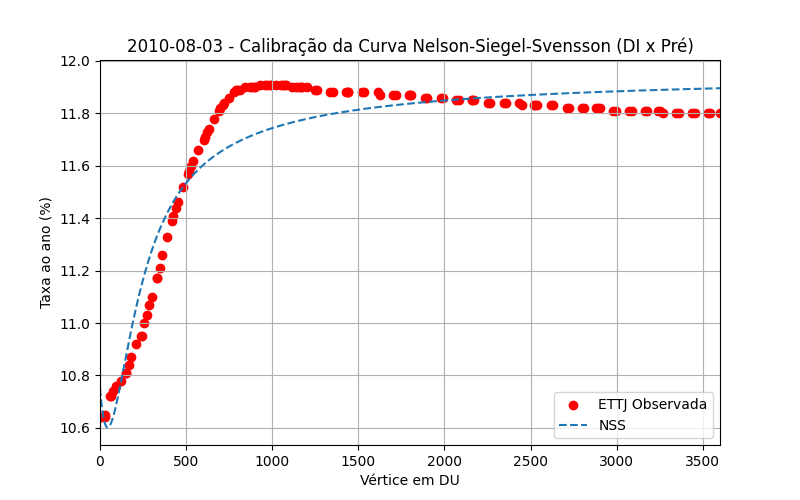 2010-08-03 - Calibração da Curva Nelson-Siegel-Svensson (DI x Pré)
Taxa ao ano (%)
12.0
11.8
11.6
11.4
11.2
11.0
10.8
10.6
ETTJ Observada
NSS
0 500 1000 1500 2000 2500 3000 3500
Vértice em DU